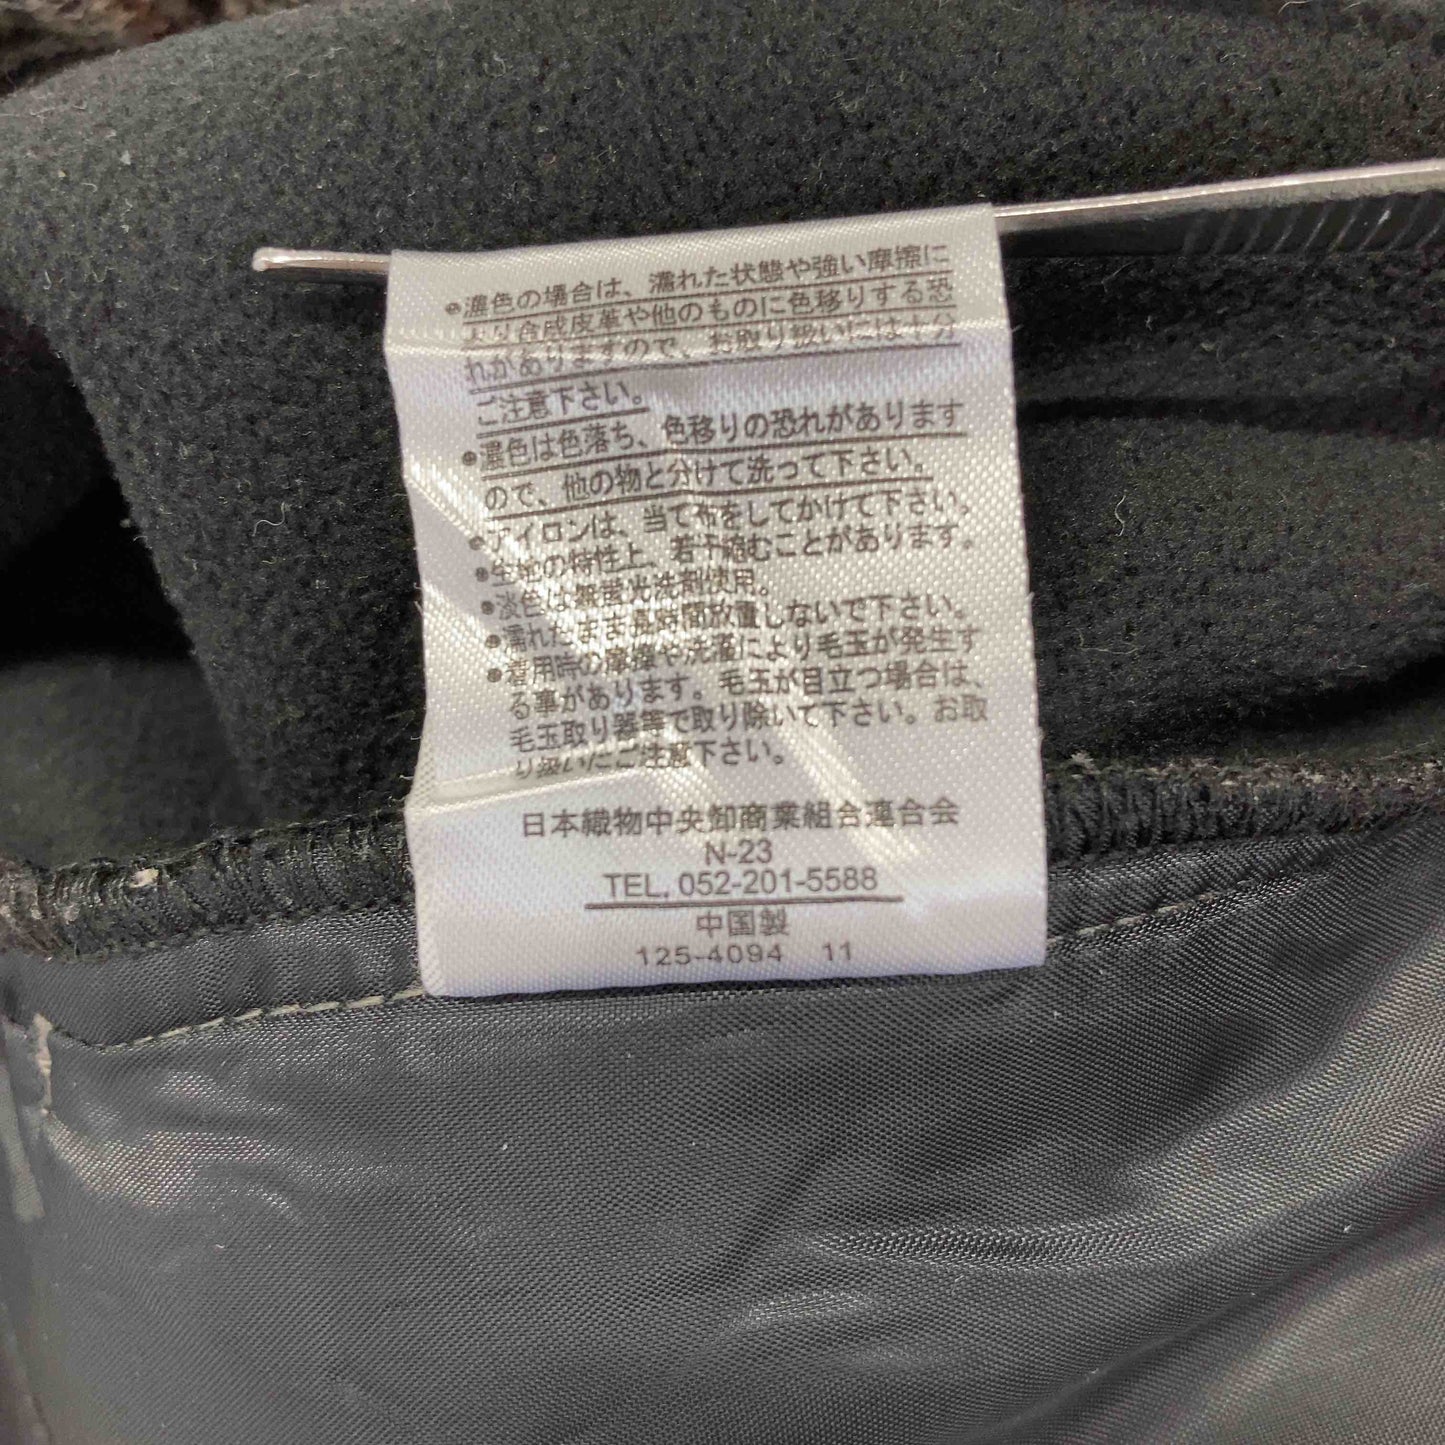 ●濃色の場合は、濡れた状態や強い摩擦に
より合成皮革や他のものに色移りする恐
れがありますので、お取り扱いには十分
ご注意下さい。
●濃色は色落ち、色移りの恐れがあります
ので、他の物と分けて洗って下さい。
●アイロンは、当て布をしてかけて下さい。
●生地の特性上、若干縮むことがあります。
●淡色は無蛍光洗剤使用。
●濡れたまま長時間放置しないで下さい。
●着用時の摩擦や洗濯により毛玉が発生す
る事があります。毛玉が目立つ場合は、
毛玉取り器等で取り除いて下さい。お取
り扱いにご注意下さい。
日本織物中央卸商業組合連合会
N-23
TEL. 052-201-5588
中国製
125-4094 11